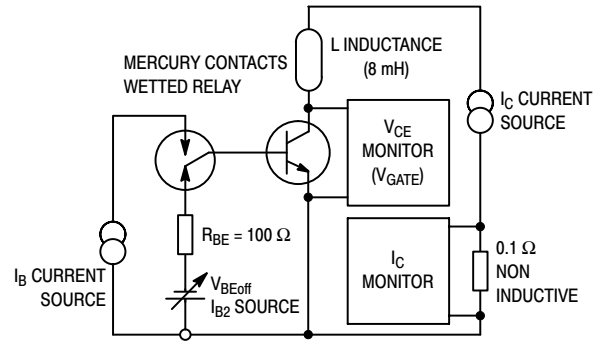 L INDUCTANCE
(8 mH)
MERCURY CONTACTS
WETTED RELAY
I_C CURRENT
SOURCE
V_CE
MONITOR
(V_GATE)
R_BE = 100 Ω
I_C
MONITOR
0.1 Ω
NON
INDUCTIVE
I_B CURRENT
SOURCE
V_BEoff
I_B2 SOURCE